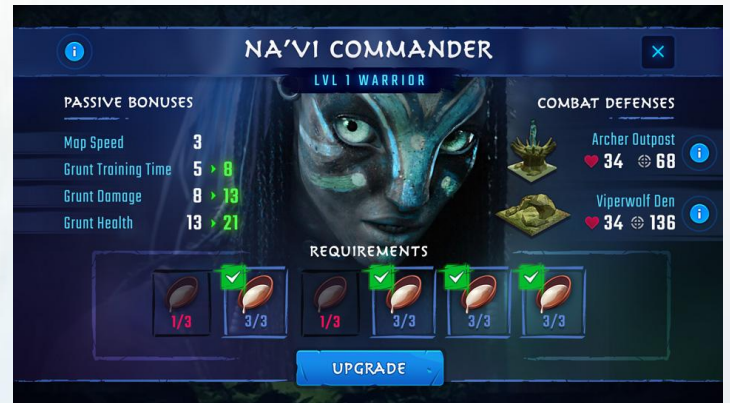 NA'VI COMMANDER
LVL 1 WARRIOR
PASSIVE BONUSES
Map Speed 3
Grunt Training Time 5 > 8
Grunt Damage 8 > 13
Grunt Health 13 > 21
COMBAT DEFENSES
Archer Outpost
34 68
Viperwolf Den
34 136
REQUIREMENTS
1/3 3/3 1/3 3/3 3/3 3/3
UPGRADE